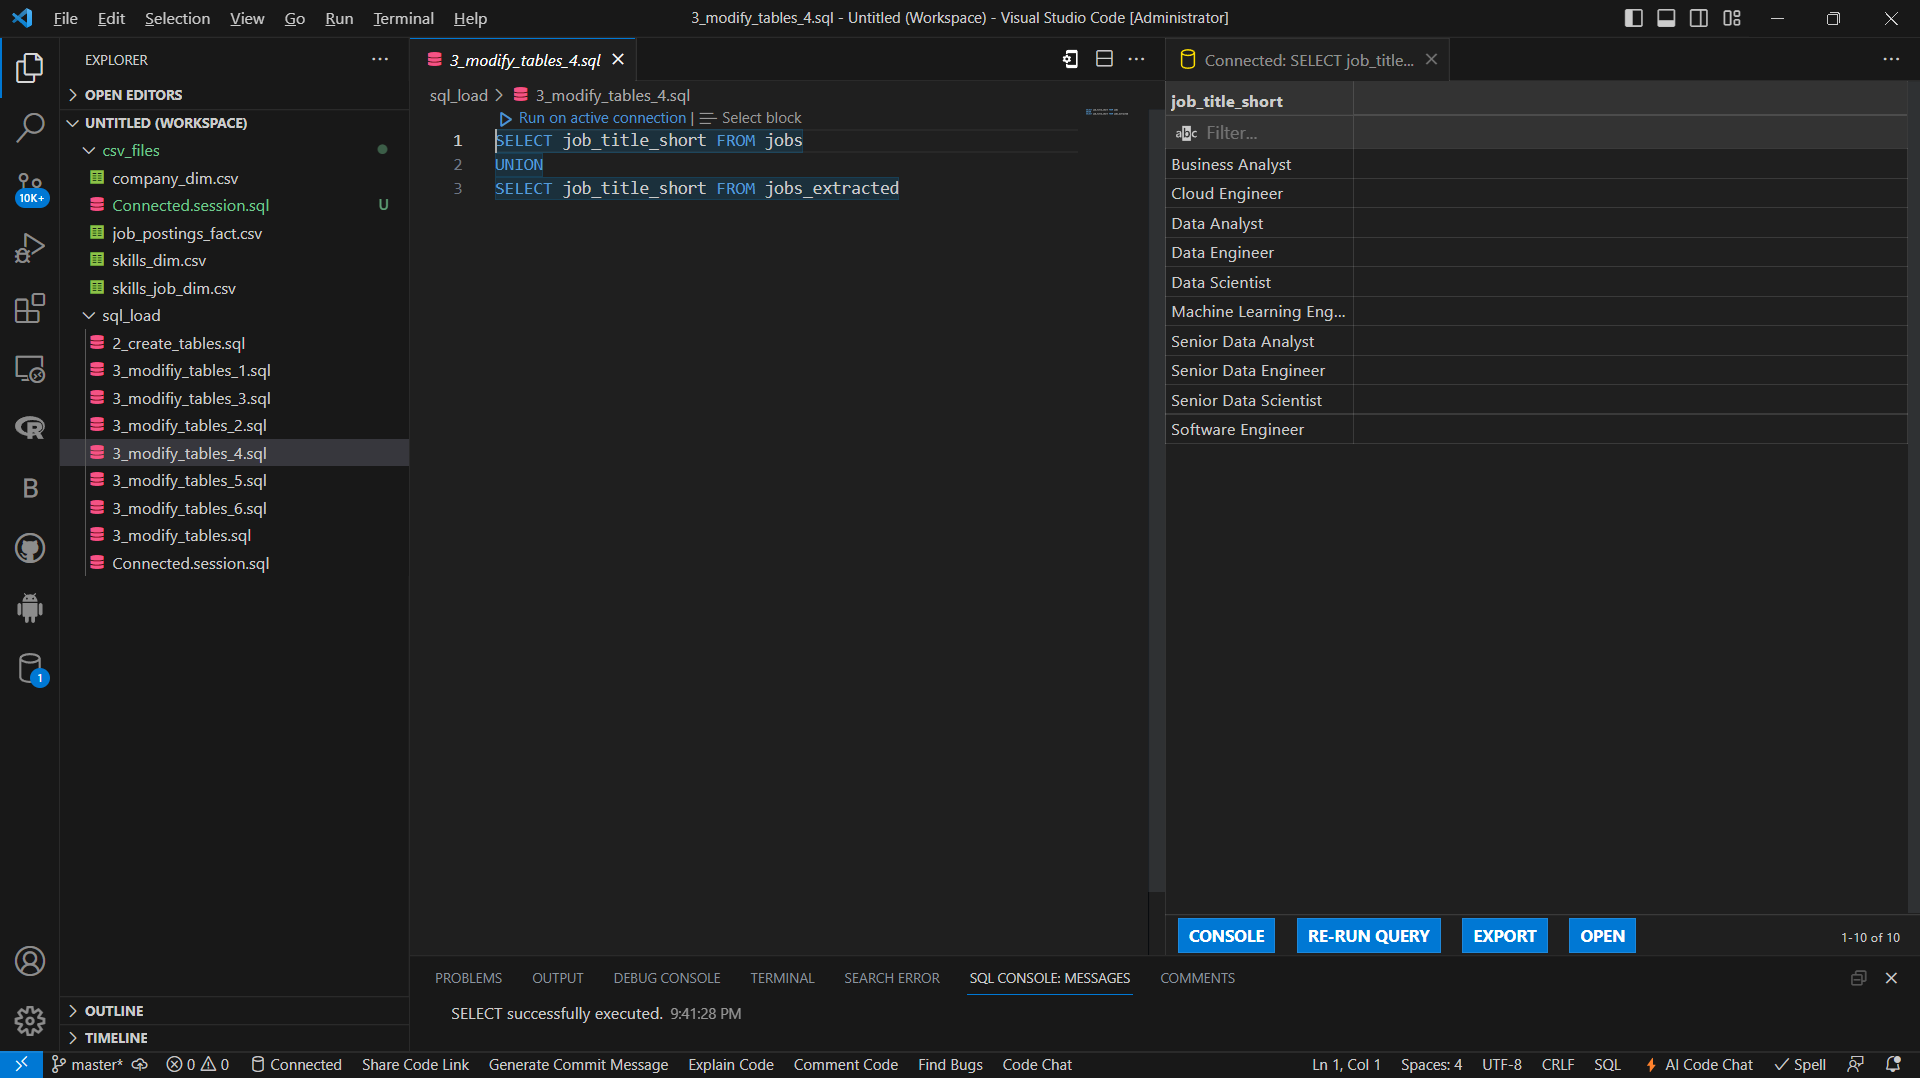 File Edit Selection View Go Run Terminal Help
3_modify_tables_4.sql - Untitled (Workspace) - Visual Studio Code [Administrator]
EXPLORER
OPEN EDITORS
UNTITLED (WORKSPACE)
csv_files
company_dim.csv
Connected.session.sql U
job_postings_fact.csv
skills_dim.csv
skills_job_dim.csv
sql_load
2_create_tables.sql
3_modifiy_tables_1.sql
3_modifiy_tables_3.sql
3_modify_tables_2.sql
3_modify_tables_4.sql
3_modify_tables_5.sql
3_modify_tables_6.sql
3_modify_tables.sql
Connected.session.sql
OUTLINE
TIMELINE
10K+
R
B
1
3_modify_tables_4.sql
sql_load > 3_modify_tables_4.sql
Run on active connection | Select block
1 SELECT job_title_short FROM jobs
2 UNION
3 SELECT job_title_short FROM jobs_extracted
Connected: SELECT job_title...
job_title_short
abc Filter...
Business Analyst
Cloud Engineer
Data Analyst
Data Engineer
Data Scientist
Machine Learning Eng...
Senior Data Analyst
Senior Data Engineer
Senior Data Scientist
Software Engineer
CONSOLE RE-RUN QUERY EXPORT OPEN 1-10 of 10
PROBLEMS OUTPUT DEBUG CONSOLE TERMINAL SEARCH ERROR SQL CONSOLE: MESSAGES COMMENTS
SELECT successfully executed. 9:41:28 PM
master* 0 0 Connected Share Code Link Generate Commit Message Explain Code Comment Code Find Bugs Code Chat Ln 1, Col 1 Spaces: 4 UTF-8 CRLF SQL AI Code Chat Spell